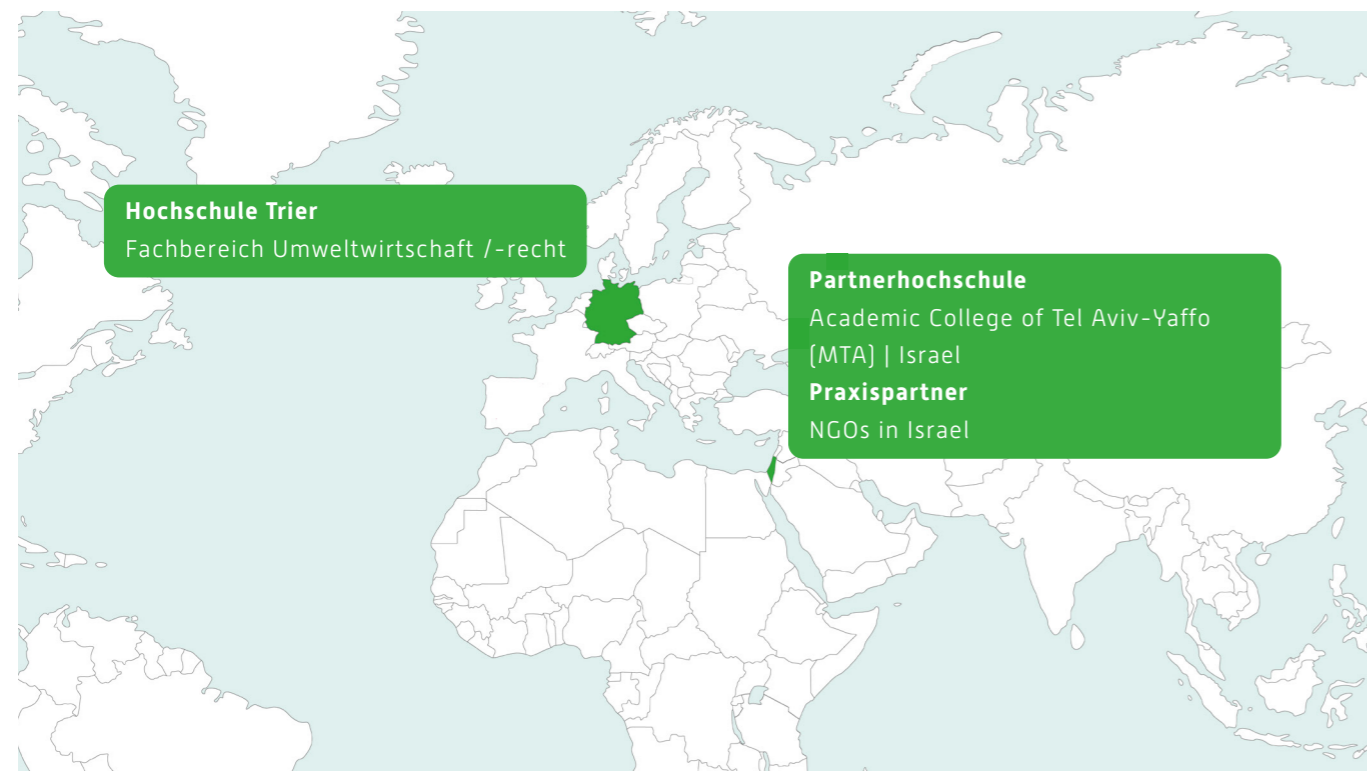 Hochschule Trier
Fachbereich Umweltwirtschaft /-recht
Partnerhochschule
Academic College of Tel Aviv-Yaffo
(MTA) | Israel
Praxispartner
NGOs in Israel